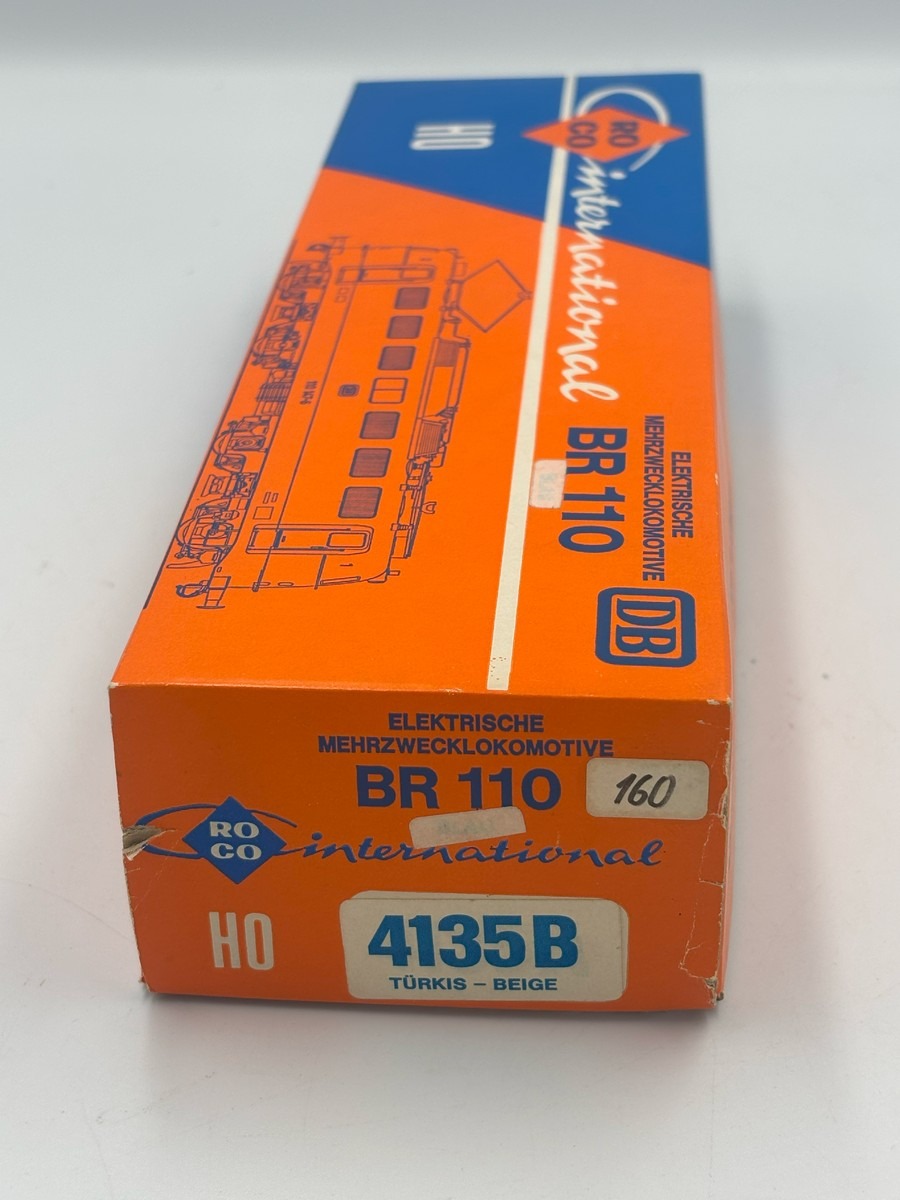 HO
RO
CO
international
BR 110
ELEKTRISCHE
MEHRZWECKLOKOMOTIVE
DB
ELEKTRISCHE
MEHRZWECKLOKOMOTIVE
BR 110
160
RO
CO
international
HO
4135 B
TÜRKIS – BEIGE